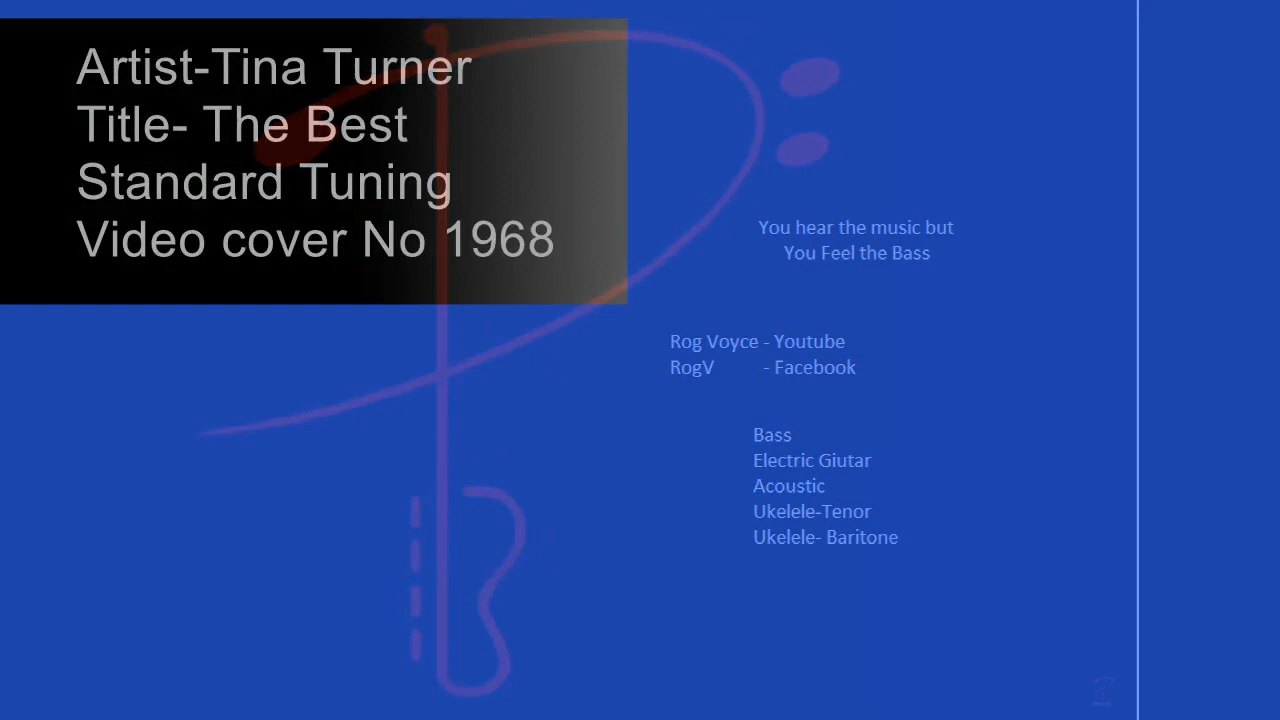 Artist-Tina Turner
Title- The Best
Standard Tuning
Video cover No 1968
You hear the music but
You Feel the Bass
Rog Voyce - Youtube
RogV - Facebook
Bass
Electric Giutar
Acoustic
Ukelele-Tenor
Ukelele- Baritone